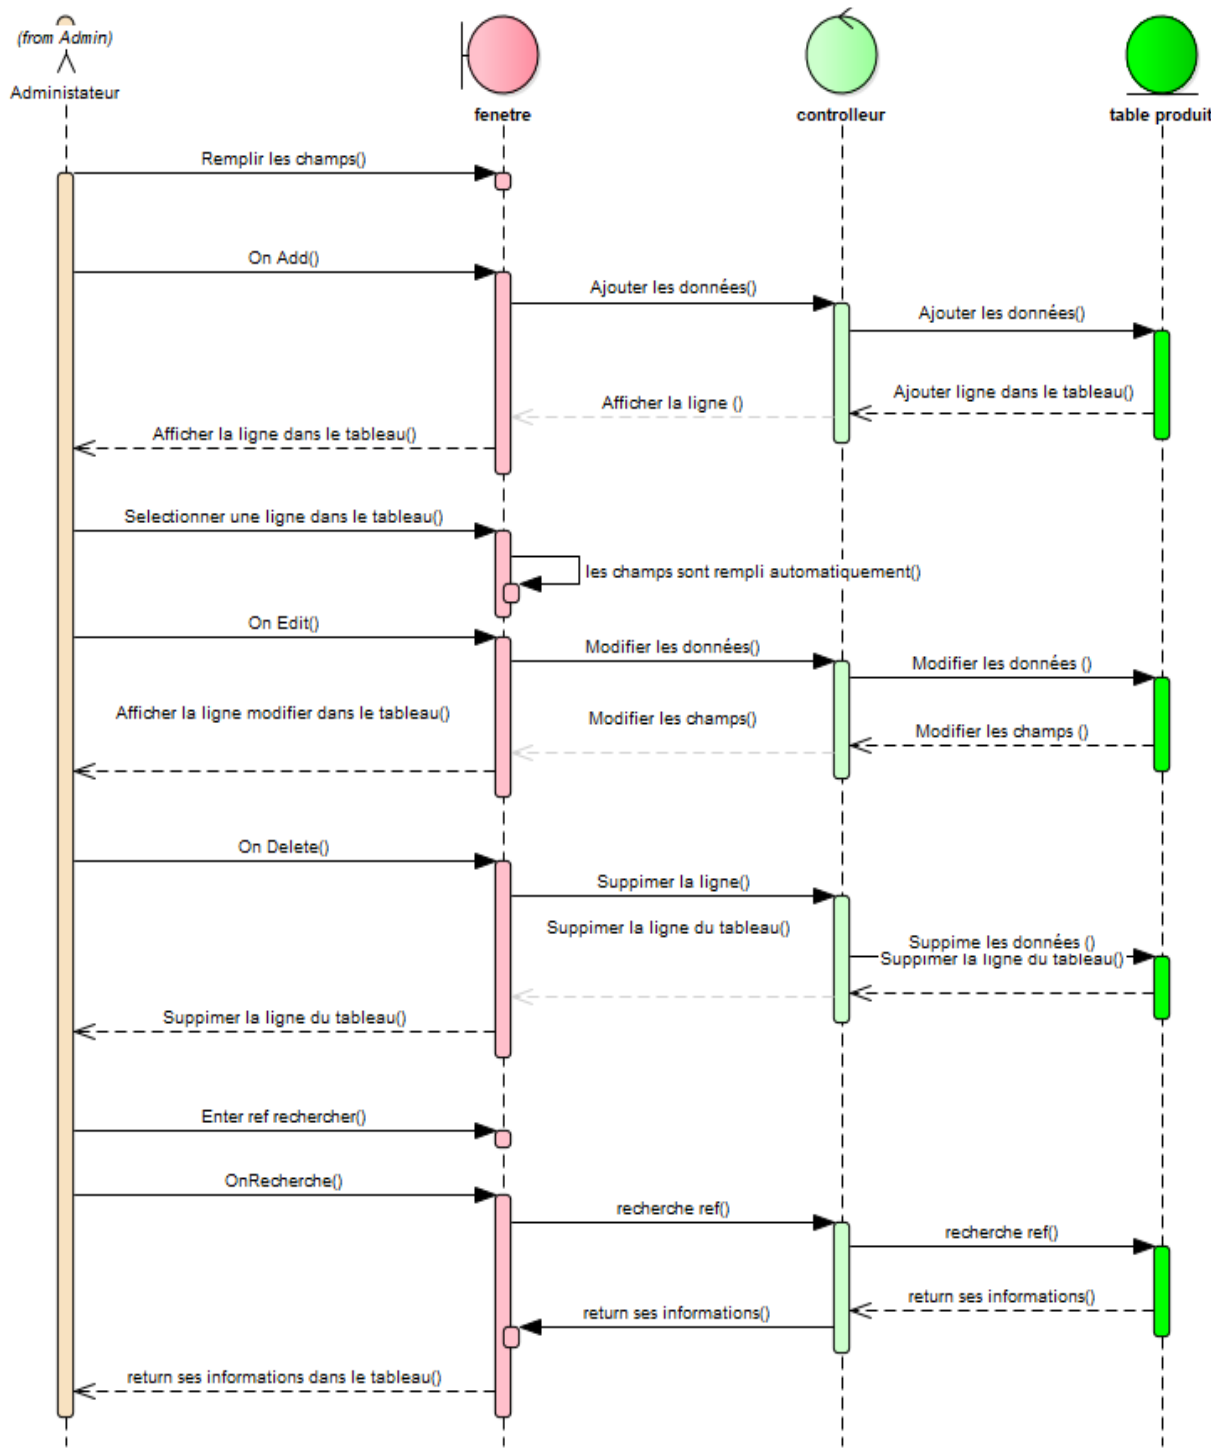 (from Admin)
Administateur
fenetre
controlleur
table produit
Remplir les champs()
On Add()
Ajouter les données()
Ajouter les données()
Ajouter ligne dans le tableau()
Afficher la ligne ()
Afficher la ligne dans le tableau()
Selectionner une ligne dans le tableau()
les champs sont rempli automatiquement()
On Edit()
Modifier les données()
Modifier les données ()
Afficher la ligne modifier dans le tableau()
Modifier les champs()
Modifier les champs ()
On Delete()
Suppimer la ligne()
Suppimer la ligne du tableau()
Suppime les données ()
Suppimer la ligne du tableau()
Suppimer la ligne du tableau()
Enter ref rechercher()
OnRecherche()
recherche ref()
recherche ref()
return ses informations()
return ses informations()
return ses informations dans le tableau()